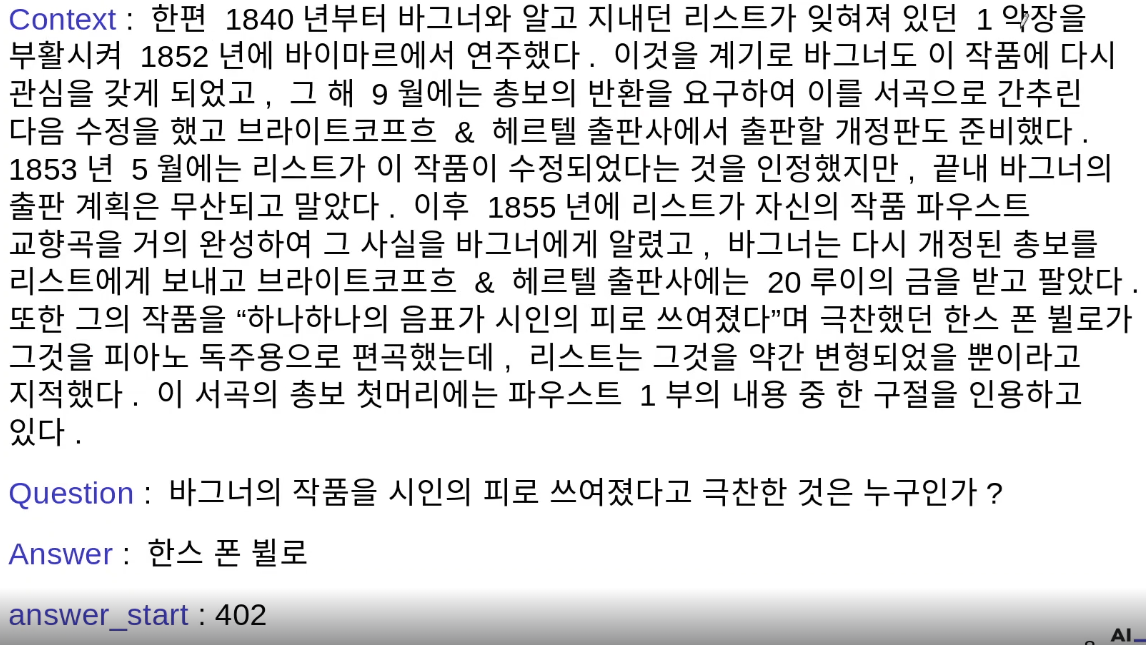 Context : 한편 1840 년부터 바그너와 알고 지내던 리스트가 잊혀져 있던 1 악장을
부활시켜 1852 년에 바이마르에서 연주했다 . 이것을 계기로 바그너도 이 작품에 다시
관심을 갖게 되었고 , 그 해 9 월에는 총보의 반환을 요구하여 이를 서곡으로 간추린
다음 수정을 했고 브라이트코프흐 & 헤르텔 출판사에서 출판할 개정판도 준비했다 .
1853 년 5 월에는 리스트가 이 작품이 수정되었다는 것을 인정했지만 , 끝내 바그너의
출판 계획은 무산되고 말았다 . 이후 1855 년에 리스트가 자신의 작품 파우스트
교향곡을 거의 완성하여 그 사실을 바그너에게 알렸고 , 바그너는 다시 개정된 총보를
리스트에게 보내고 브라이트코프흐 & 헤르텔 출판사에는 20 루이의 금을 받고 팔았다 .
또한 그의 작품을 “하나하나의 음표가 시인의 피로 쓰여졌다”며 극찬했던 한스 폰 뷜로가
그것을 피아노 독주용으로 편곡했는데 , 리스트는 그것을 약간 변형되었을 뿐이라고
지적했다 . 이 서곡의 총보 첫머리에는 파우스트 1 부의 내용 중 한 구절을 인용하고
있다 .
Question : 바그너의 작품을 시인의 피로 쓰여졌다고 극찬한 것은 누구인가 ?
Answer : 한스 폰 뷜로
answer_start : 402
AI_